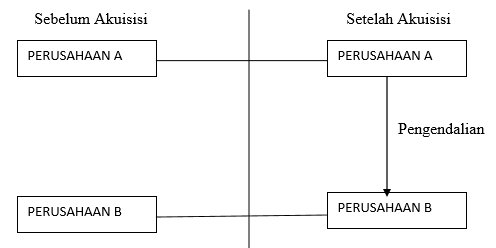 Sebelum Akuisisi
Setelah Akuisisi
PERUSAHAAN A
PERUSAHAAN A
Pengendalian
PERUSAHAAN B
PERUSAHAAN B